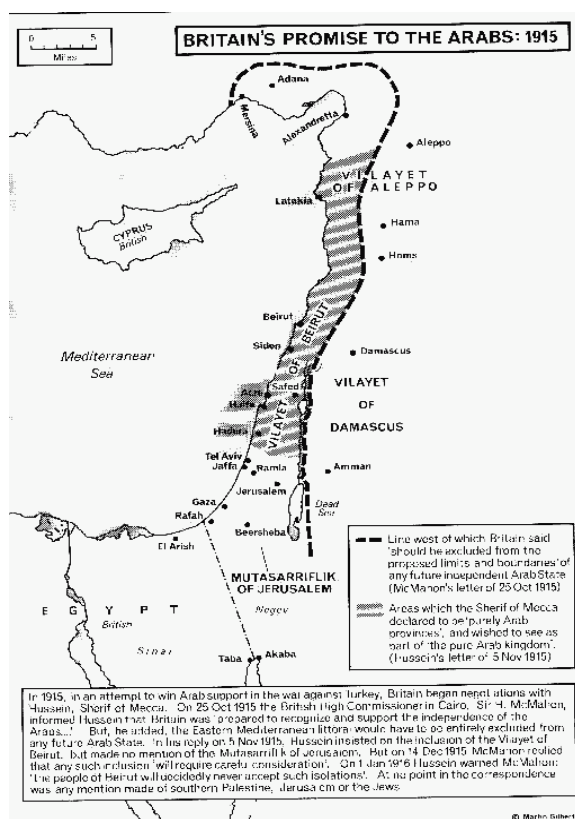 BRITAIN'S PROMISE TO THE ARABS: 1915
0 5
Miles
Adana
Mersina
Alexandretta
Aleppo
VILAYET
OF ALEPPO
Latakia
CYPRUS
British
Hama
Homs
Beirut
Siden
Mediterranean
Sea
Damascus
VILAYET OF BEIRUT
Safed
Acre
Haifa
VILAYET
OF
DAMASCUS
Hadera
Tel Aviv
Jaffa
Ramla
Amman
Jerusalem
Gaza
Dead
Sea
Rafah
Beersheba
El Arish
MUTASARRIFLIK
OF JERUSALEM
EGYPT
British
Negev
Sinai
Taba
Akaba
Line west of which Britain said
'should be excluded from the
proposed limits and boundaries' of
any future independent Arab State
(McMahon's letter of 25 Oct 1915)
Areas which the Sherif of Mecca
declared to be 'purely Arab
provinces', and wished to see as
part of 'the pure Arab kingdom'.
(Hussein's letter of 5 Nov 1915)
In 1915, in an attempt to win Arab support in the war against Turkey, Britain began negotiations with
Hussein, Sherif of Mecca. On 25 Oct 1915 the British High Commissioner in Cairo, Sir H. McMahon,
informed Hussein that Britain was 'prepared to recognize and support the independence of the
Arabs...' But, he added, the Eastern Mediterranean littoral would have to be entirely excluded from
any future Arab State. In his reply on 5 Nov 1915, Hussein insisted on the inclusion of the Vilayet of
Beirut, but made no mention of the Mutasarriflik of Jerusalem. But on 14 Dec 1915 McMahon replied
that any such inclusion 'will require careful consideration'. On 1 Jan 1916 Hussein warned McMahon:
'the people of Beirut will decidedly never accept such isolations'. At no point in the correspondence
was any mention made of southern Palestine, Jerusalem or the Jews
© Martin Gilbert